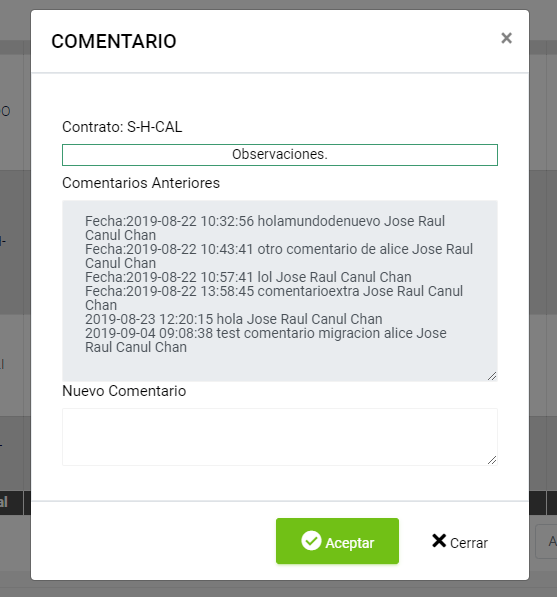 COMENTARIO
×
Contrato: S-H-CAL
Observaciones.
Comentarios Anteriores
Fecha:2019-08-22 10:32:56 holamundodenuevo Jose Raul
Canul Chan
Fecha:2019-08-22 10:43:41 otro comentario de alice Jose Raul
Canul Chan
Fecha:2019-08-22 10:57:41 lol Jose Raul Canul Chan
Fecha:2019-08-22 13:58:45 comentarioextra Jose Raul Canul
Chan
2019-08-23 12:20:15 hola Jose Raul Canul Chan
2019-09-04 09:08:38 test comentario migracion alice Jose
Raul Canul Chan
Nuevo Comentario
Aceptar
Cerrar